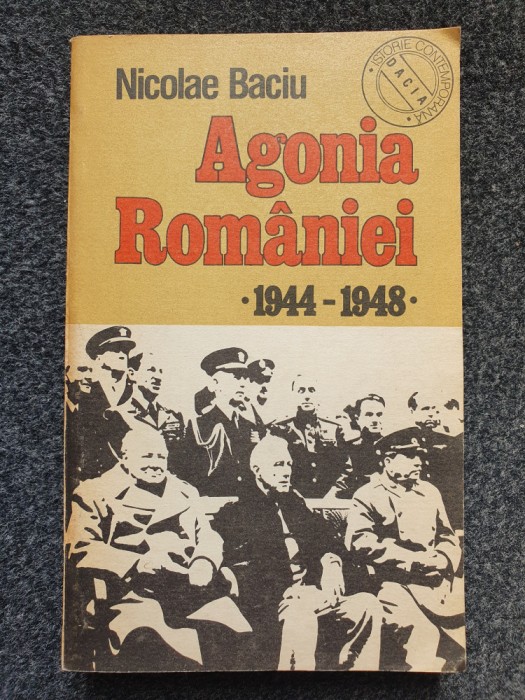 Nicolae Baciu
Agonia
României
·1944-1948·
·ISTORIE CONTEMPORANĂ·
DACIA